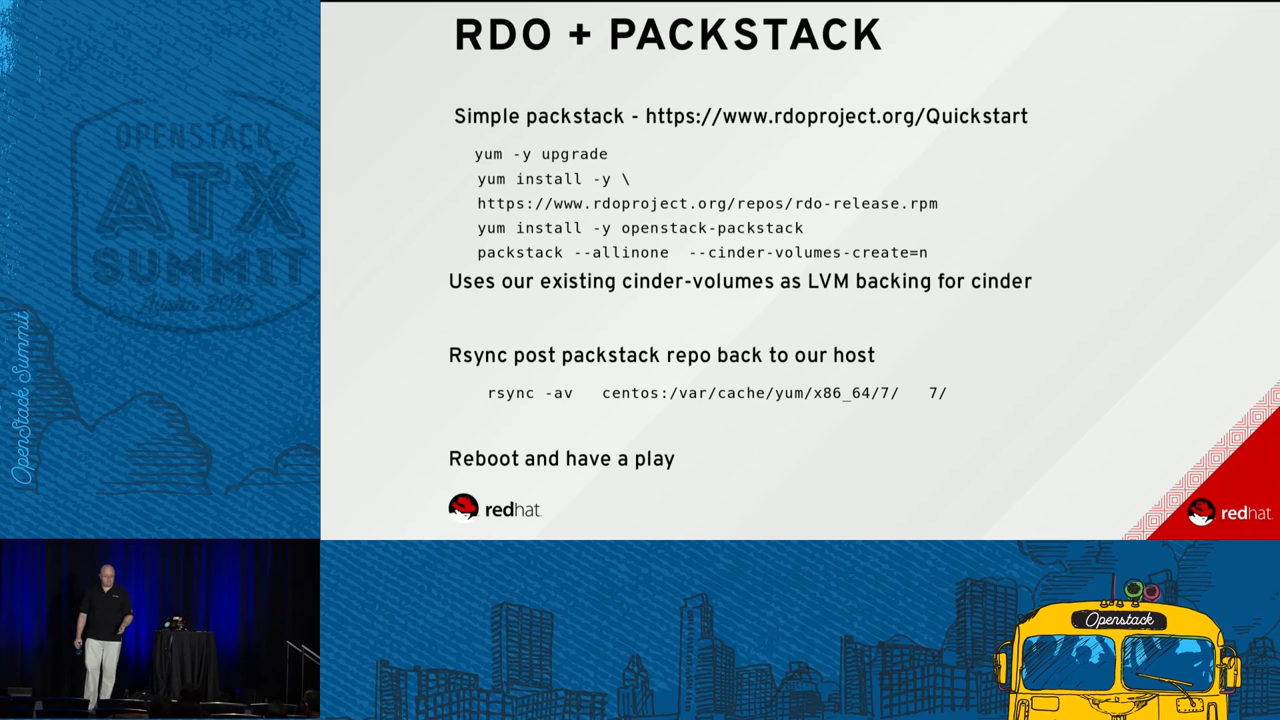 RDO + PACKSTACK
Simple packstack - https://www.rdoproject.org/Quickstart
yum -y upgrade
yum install -y \
https://www.rdoproject.org/repos/rdo-release.rpm
yum install -y openstack-packstack
packstack --allinone  --cinder-volumes-create=n
Uses our existing cinder-volumes as LVM backing for cinder
Rsync post packstack repo back to our host
rsync -av   centos:/var/cache/yum/x86_64/7/   7/
Reboot and have a play
redhat.
redhat.
OPENSTACK
ATX
SUMMIT
OpenStack Summit
Openstack